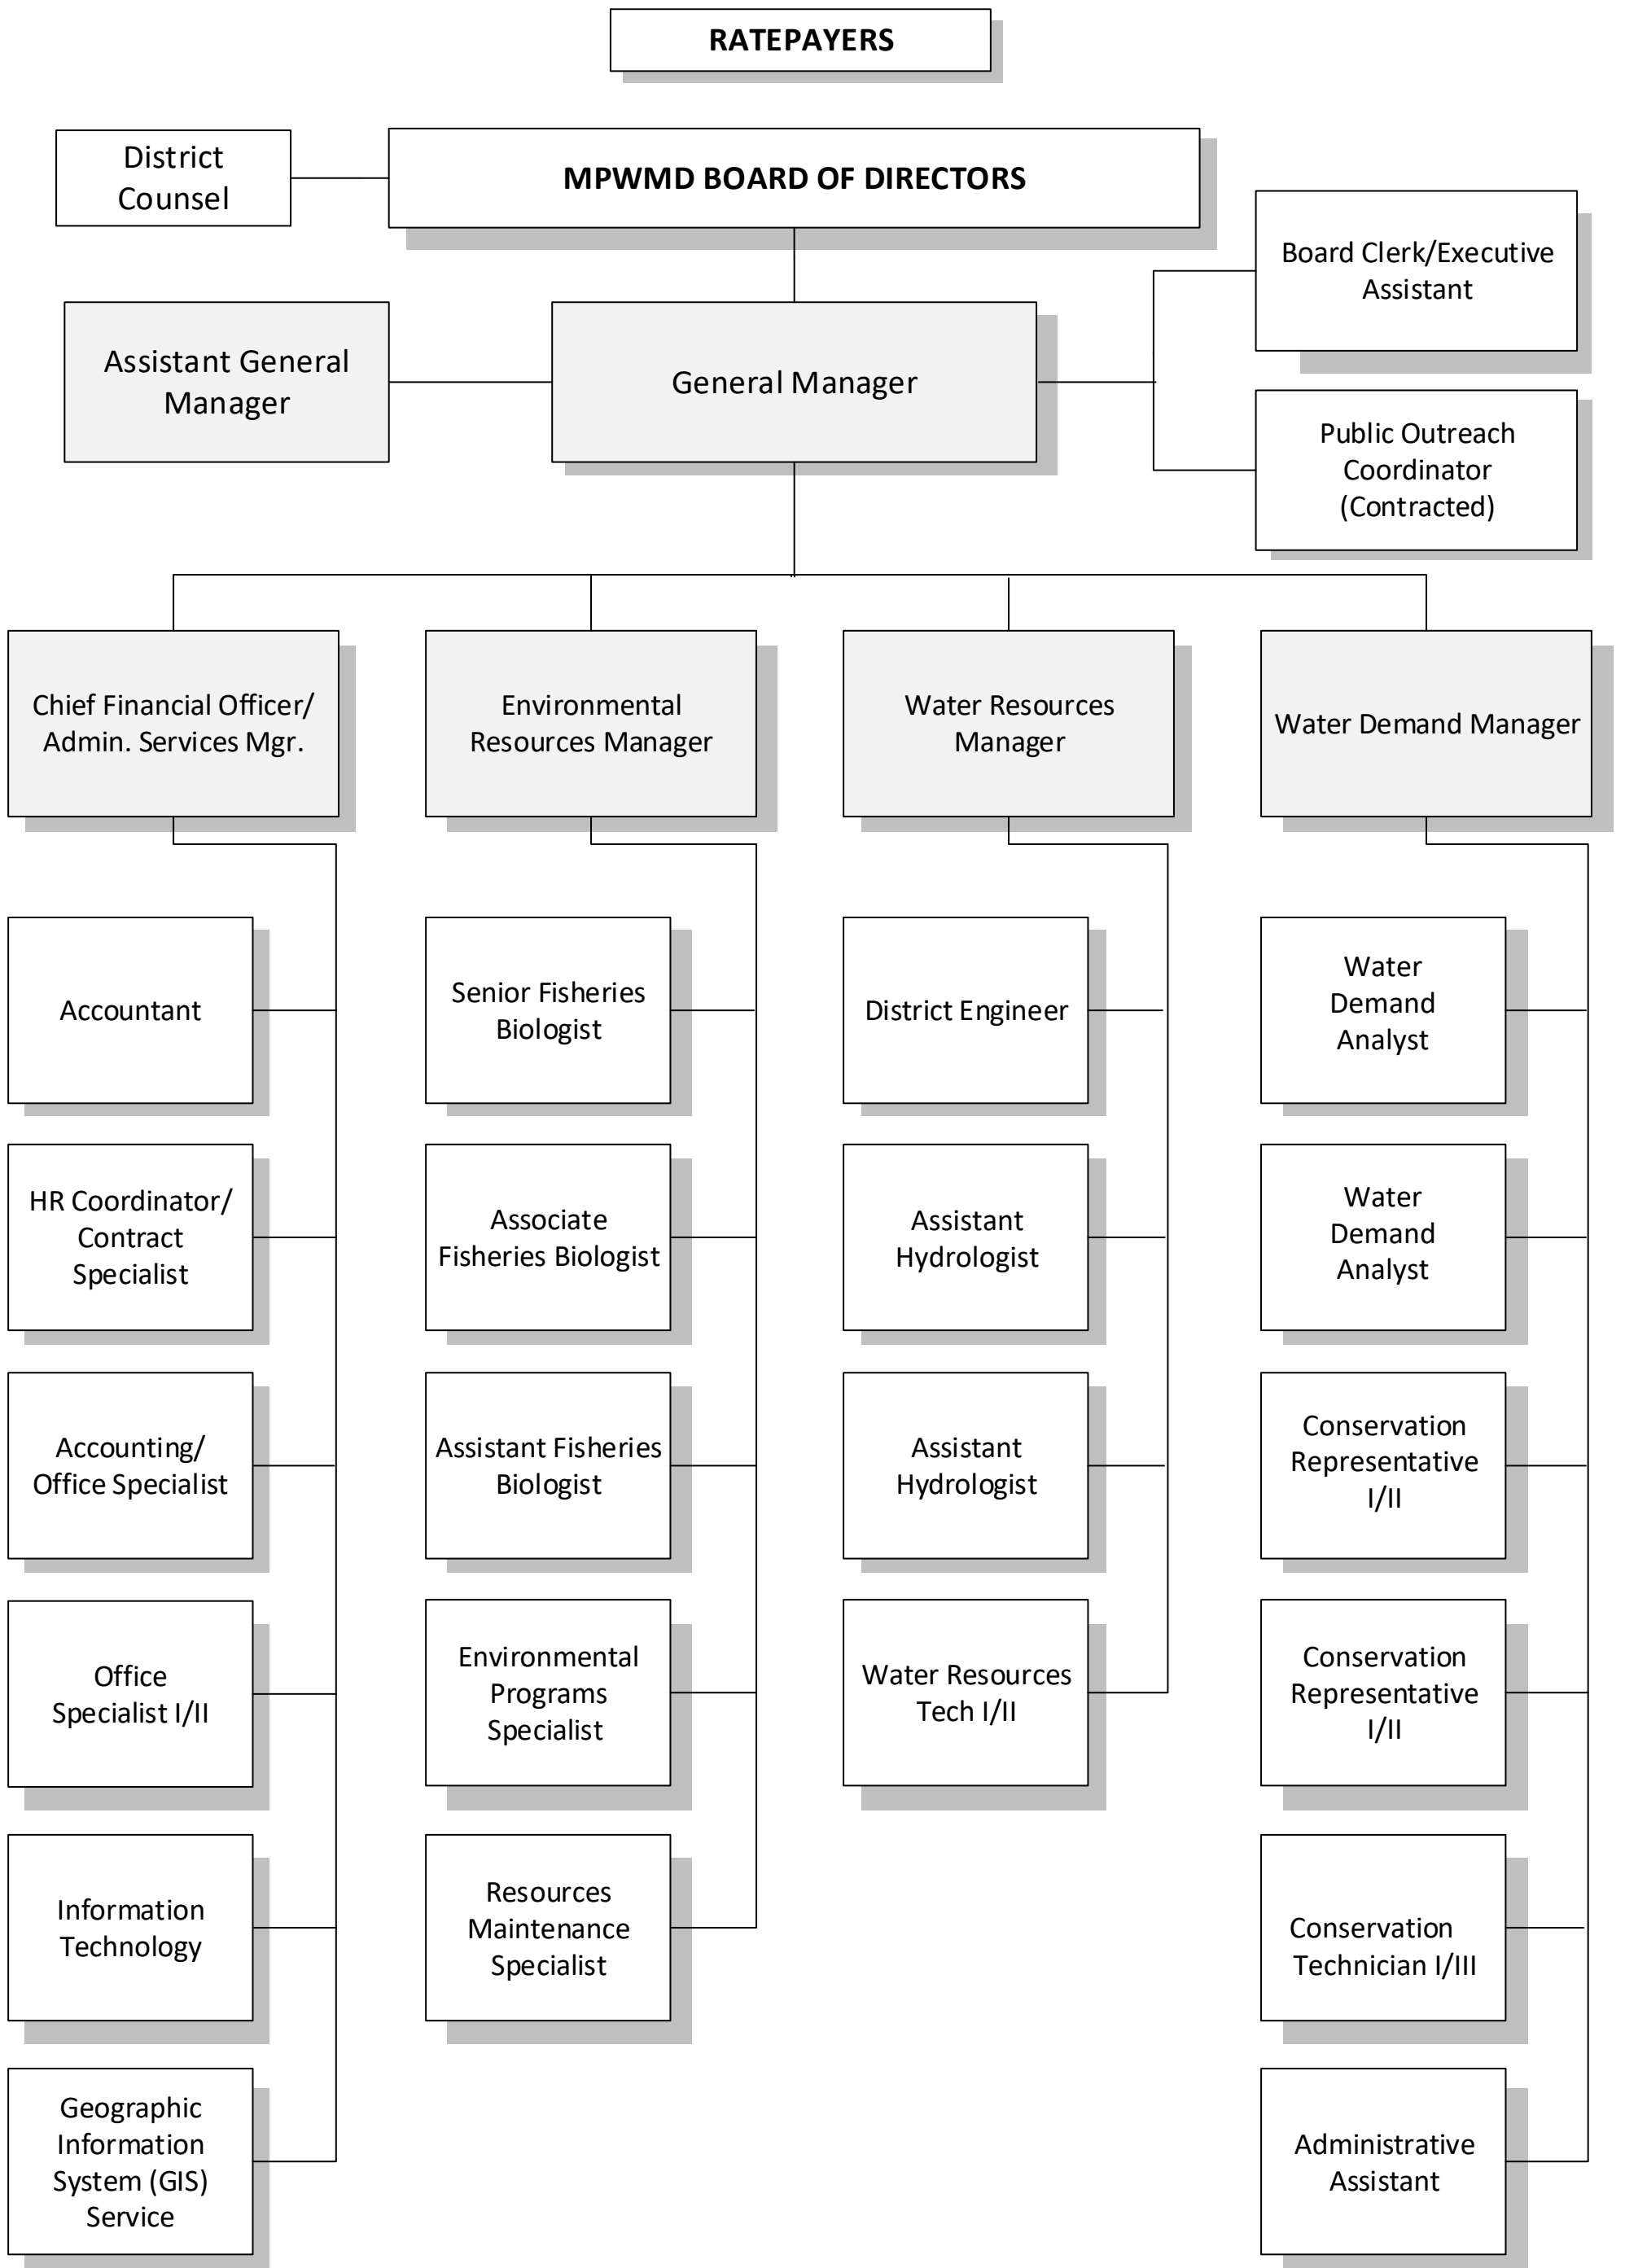 RATEPAYERS
District
Counsel
MPWMD BOARD OF DIRECTORS
Board Clerk/Executive
Assistant
Assistant General
Manager
General Manager
Public Outreach
Coordinator
(Contracted)
Chief Financial Officer/
Admin. Services Mgr.
Environmental
Resources Manager
Water Resources
Manager
Water Demand Manager
Accountant
Senior Fisheries
Biologist
District Engineer
Water
Demand
Analyst
HR Coordinator/
Contract
Specialist
Associate
Fisheries Biologist
Assistant
Hydrologist
Water
Demand
Analyst
Accounting/
Office Specialist
Assistant Fisheries
Biologist
Assistant
Hydrologist
Conservation
Representative
I/II
Office
Specialist I/II
Environmental
Programs
Specialist
Water Resources
Tech I/II
Conservation
Representative
I/II
Information
Technology
Resources
Maintenance
Specialist
Conservation
Technician I/III
Geographic
Information
System (GIS)
Service
Administrative
Assistant